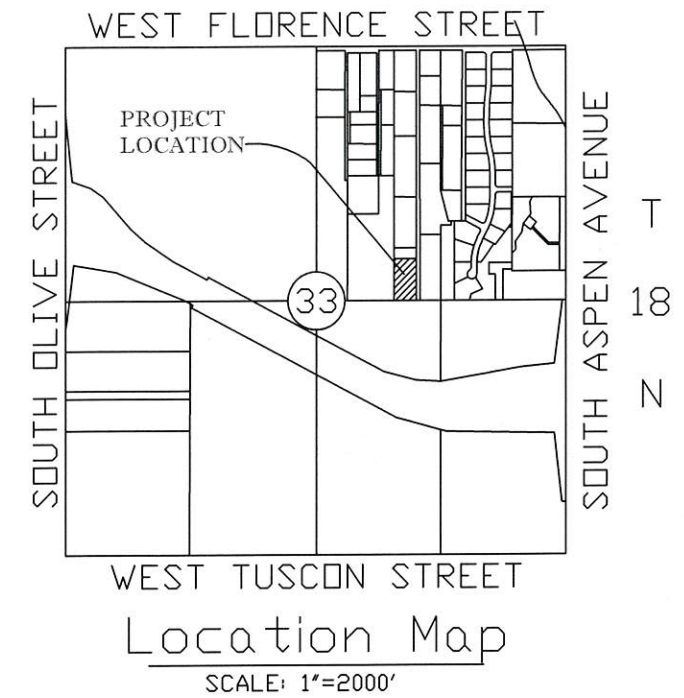 WEST FLORENCE STREET
PROJECT
LOCATION
SOUTH OLIVE STREET
33
SOUTH ASPEN AVENUE
T
18
N
WEST TUSCON STREET
Location Map
SCALE: 1"=2000'